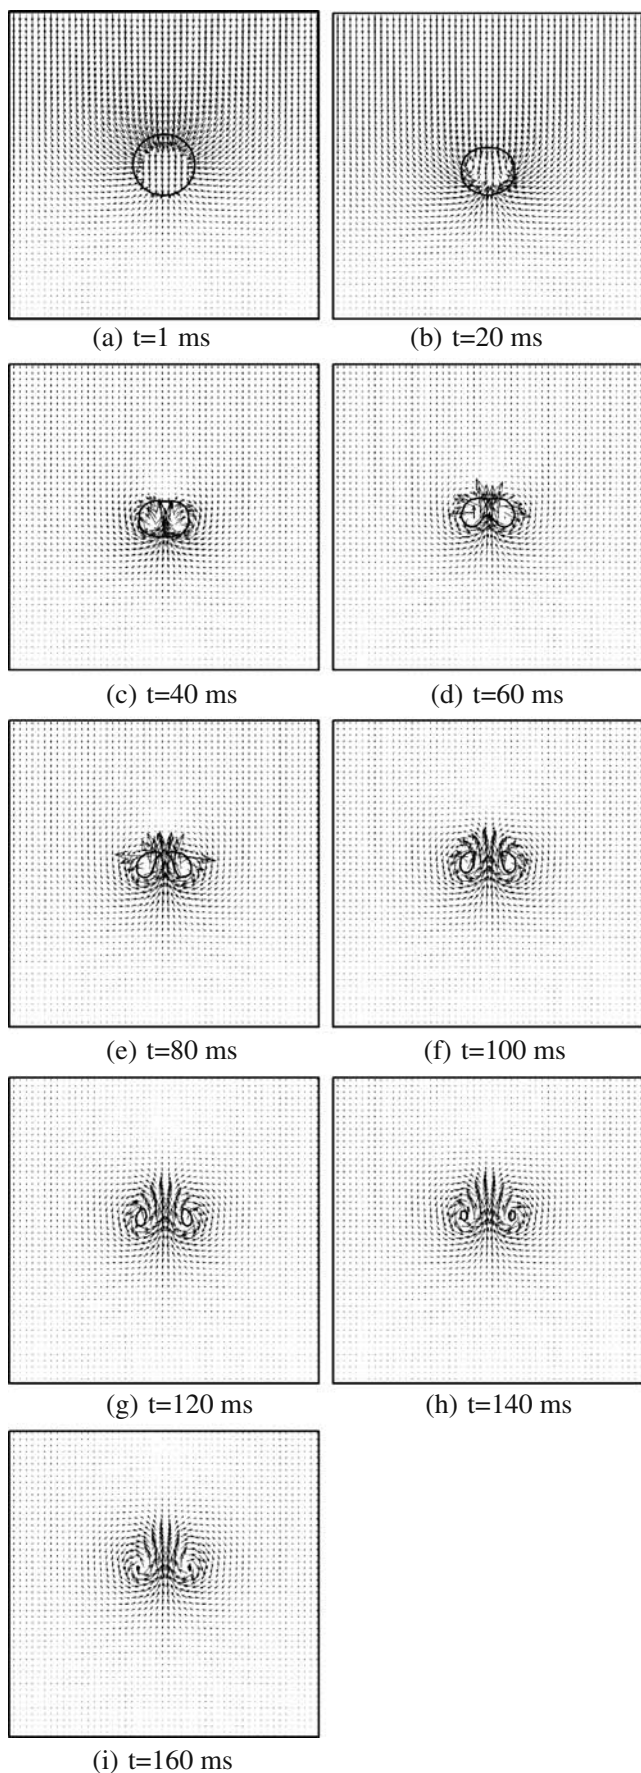 (a) t=1 ms
(b) t=20 ms
(c) t=40 ms
(d) t=60 ms
(e) t=80 ms
(f) t=100 ms
(g) t=120 ms
(h) t=140 ms
(i) t=160 ms